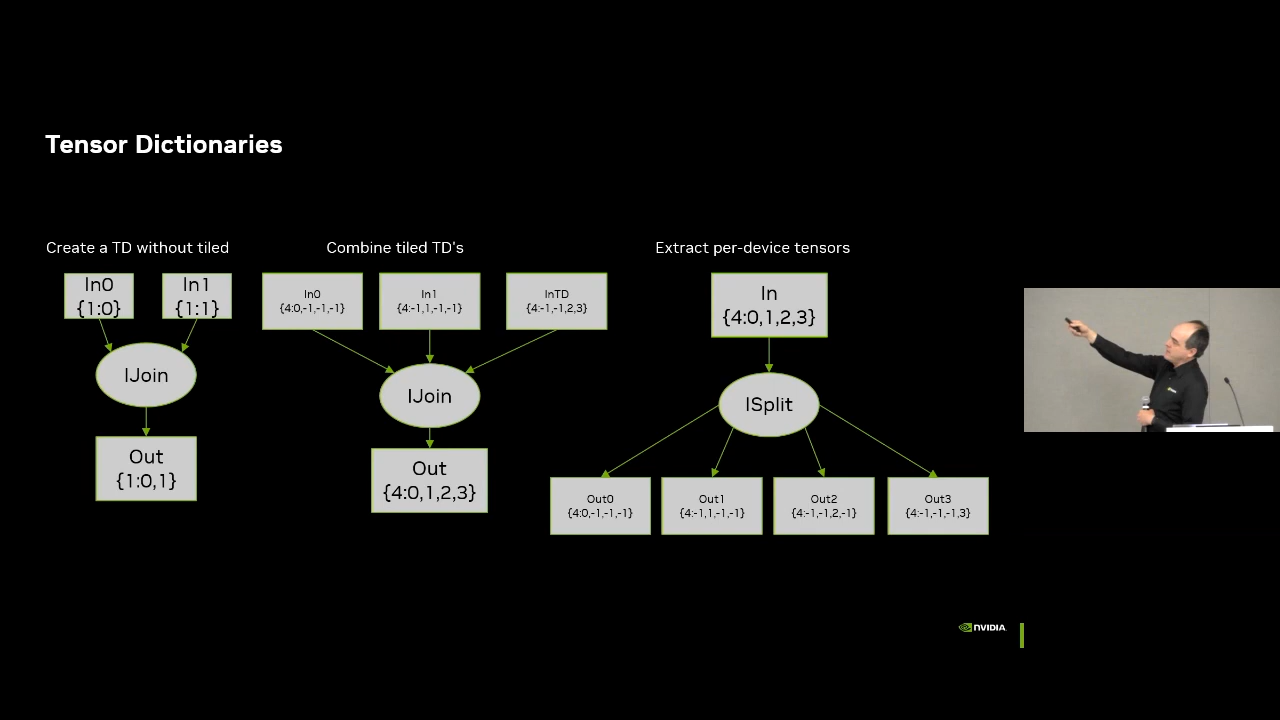 Tensor Dictionaries
Create a TD without tiled
In0
{1:0}
In1
{1:1}
IJoin
Out
{1:0,1}
Combine tiled TD's
In0
{4:0,-1,-1,-1}
In1
{4:-1,1,-1,-1}
InTD
{4:-1,-1,2,3}
IJoin
Out
{4:0,1,2,3}
Extract per-device tensors
In
{4:0,1,2,3}
ISplit
Out0
{4:0,-1,-1,-1}
Out1
{4:-1,1,-1,-1}
Out2
{4:-1,-1,2,-1}
Out3
{4:-1,-1,-1,3}
NVIDIA